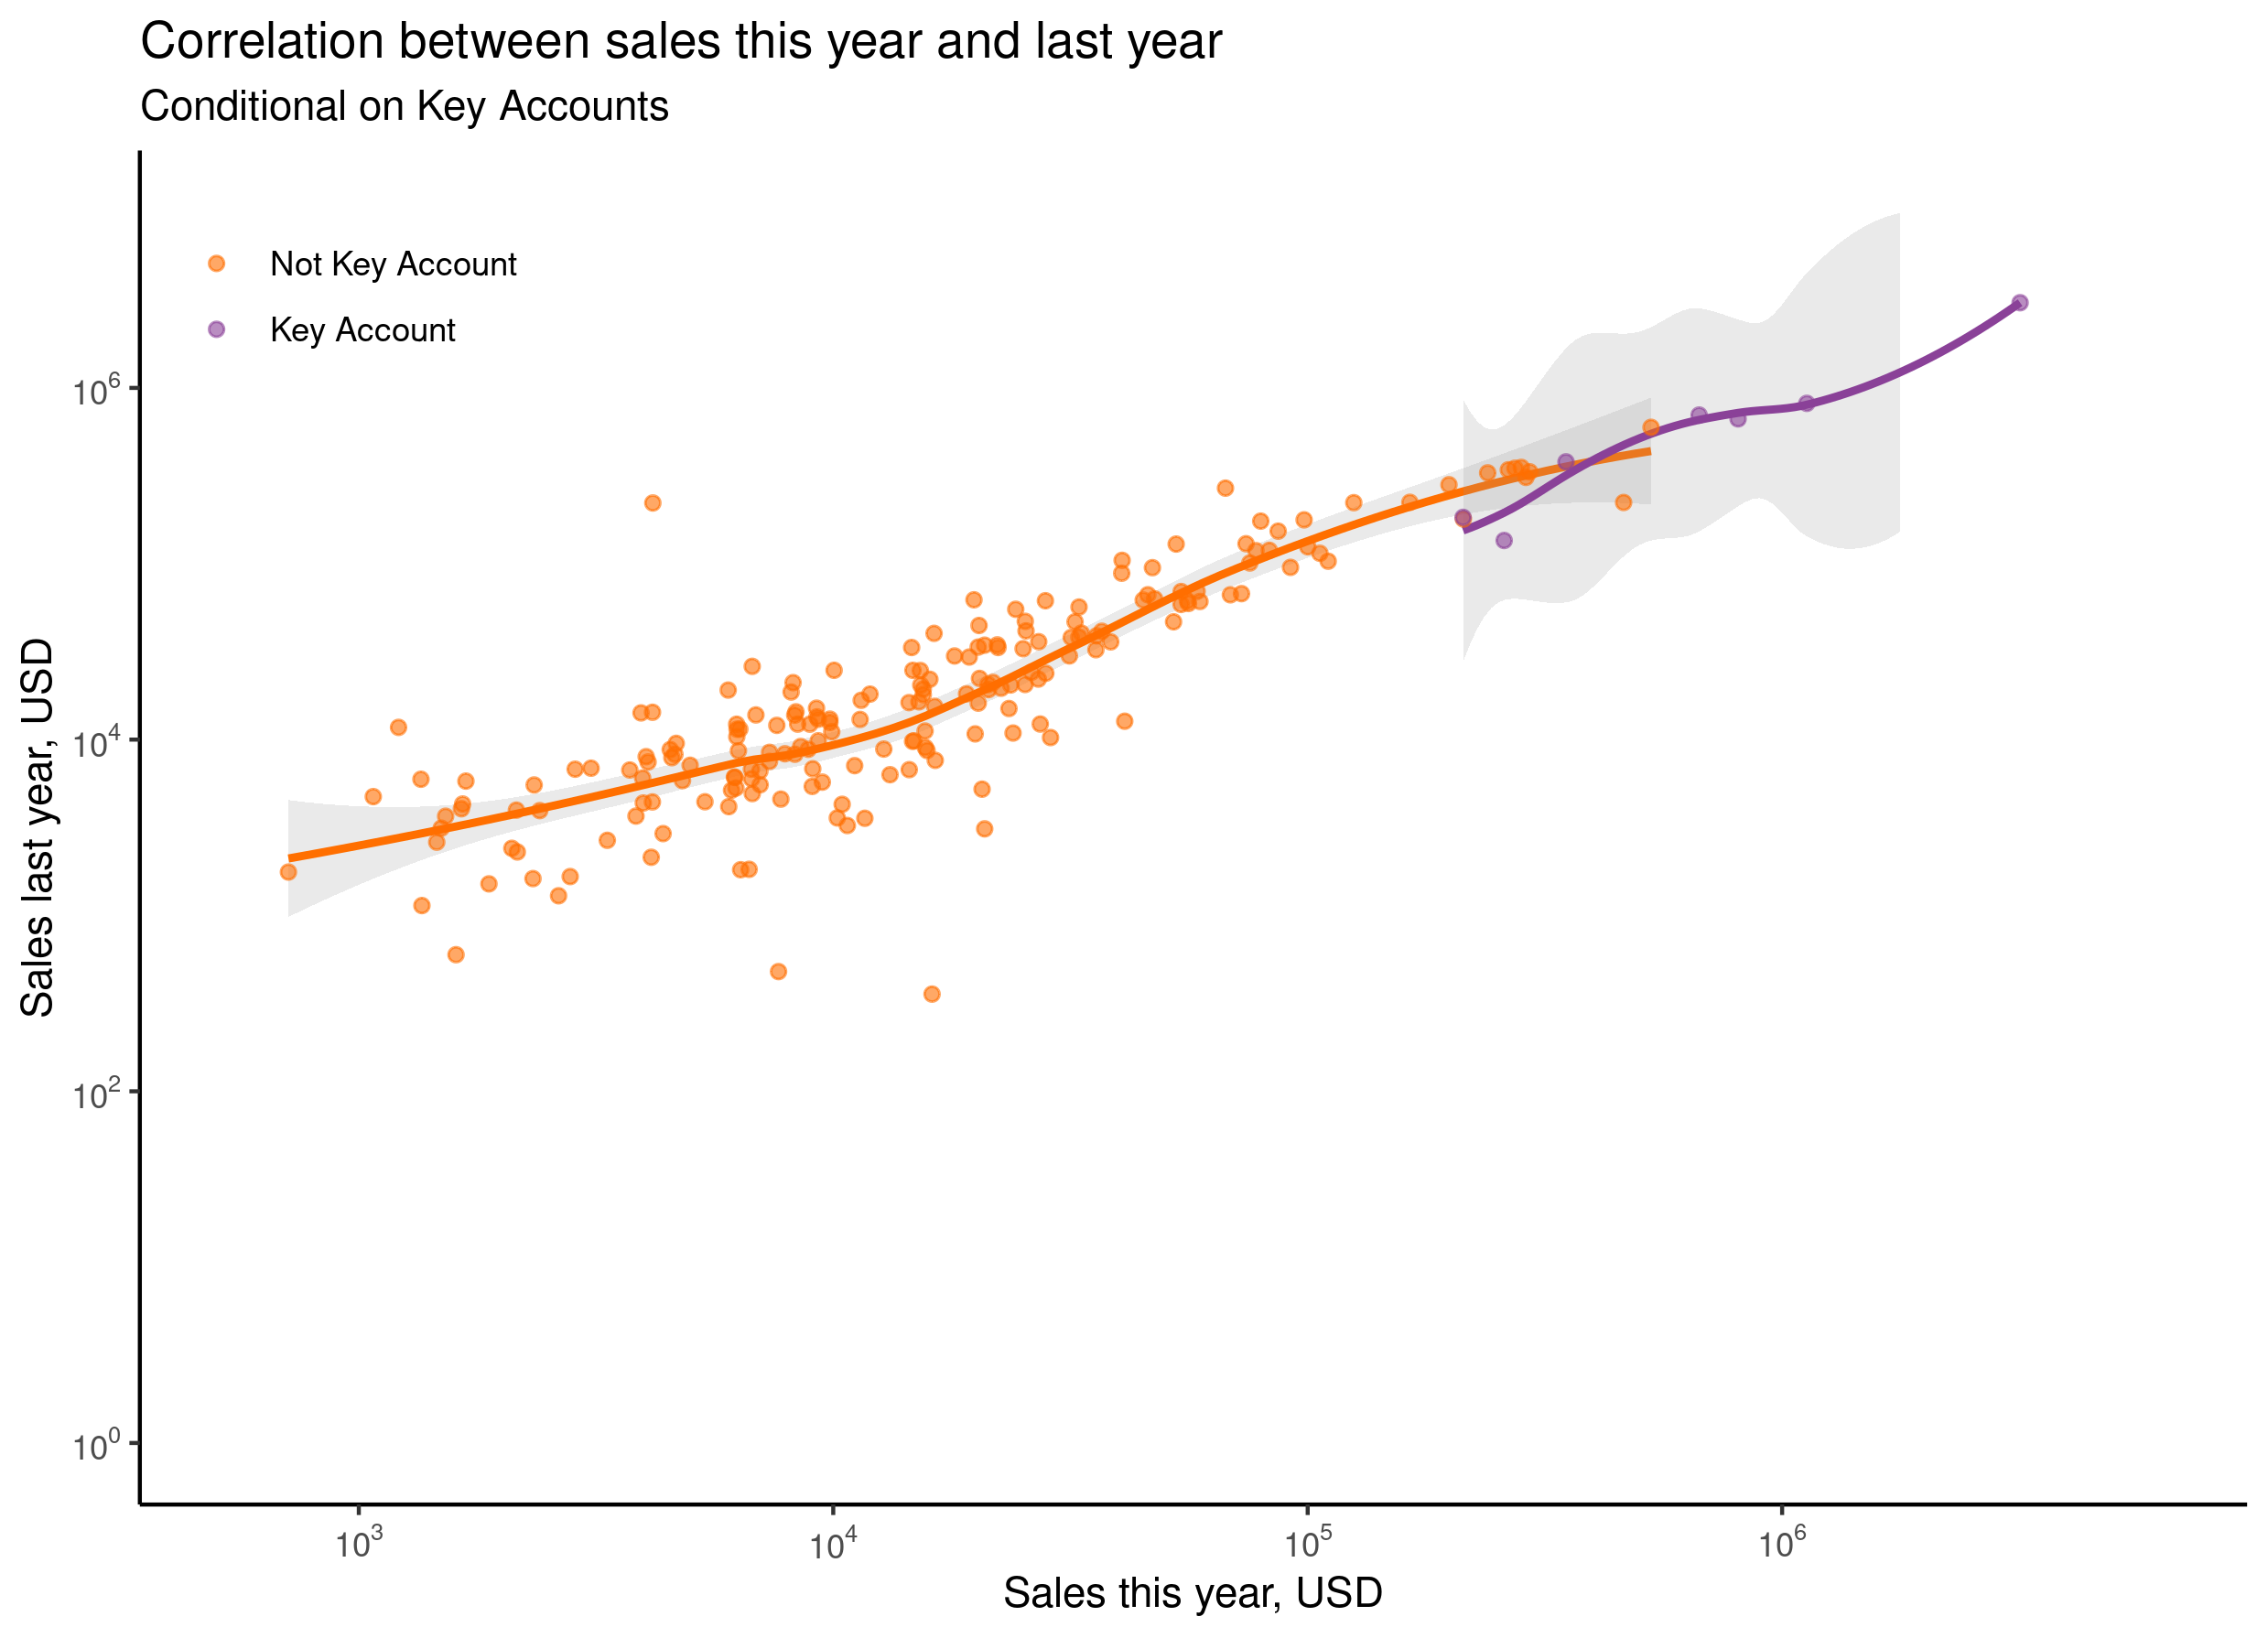 Correlation between sales this year and last year
Conditional on Key Accounts
Not Key Account
Key Account
10⁶
10⁴
10²
10⁰
Sales last year, USD
10³
10⁴
10⁵
10⁶
Sales this year, USD